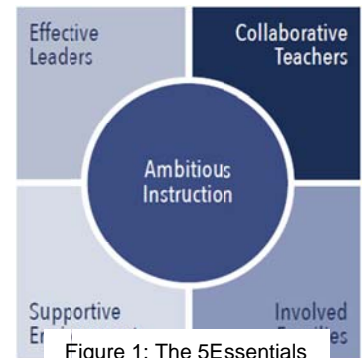 Effective
Leaders
Collaborative
Teachers
Ambitious
Instruction
Supportive
Involved
Figure 1: The 5Essentials